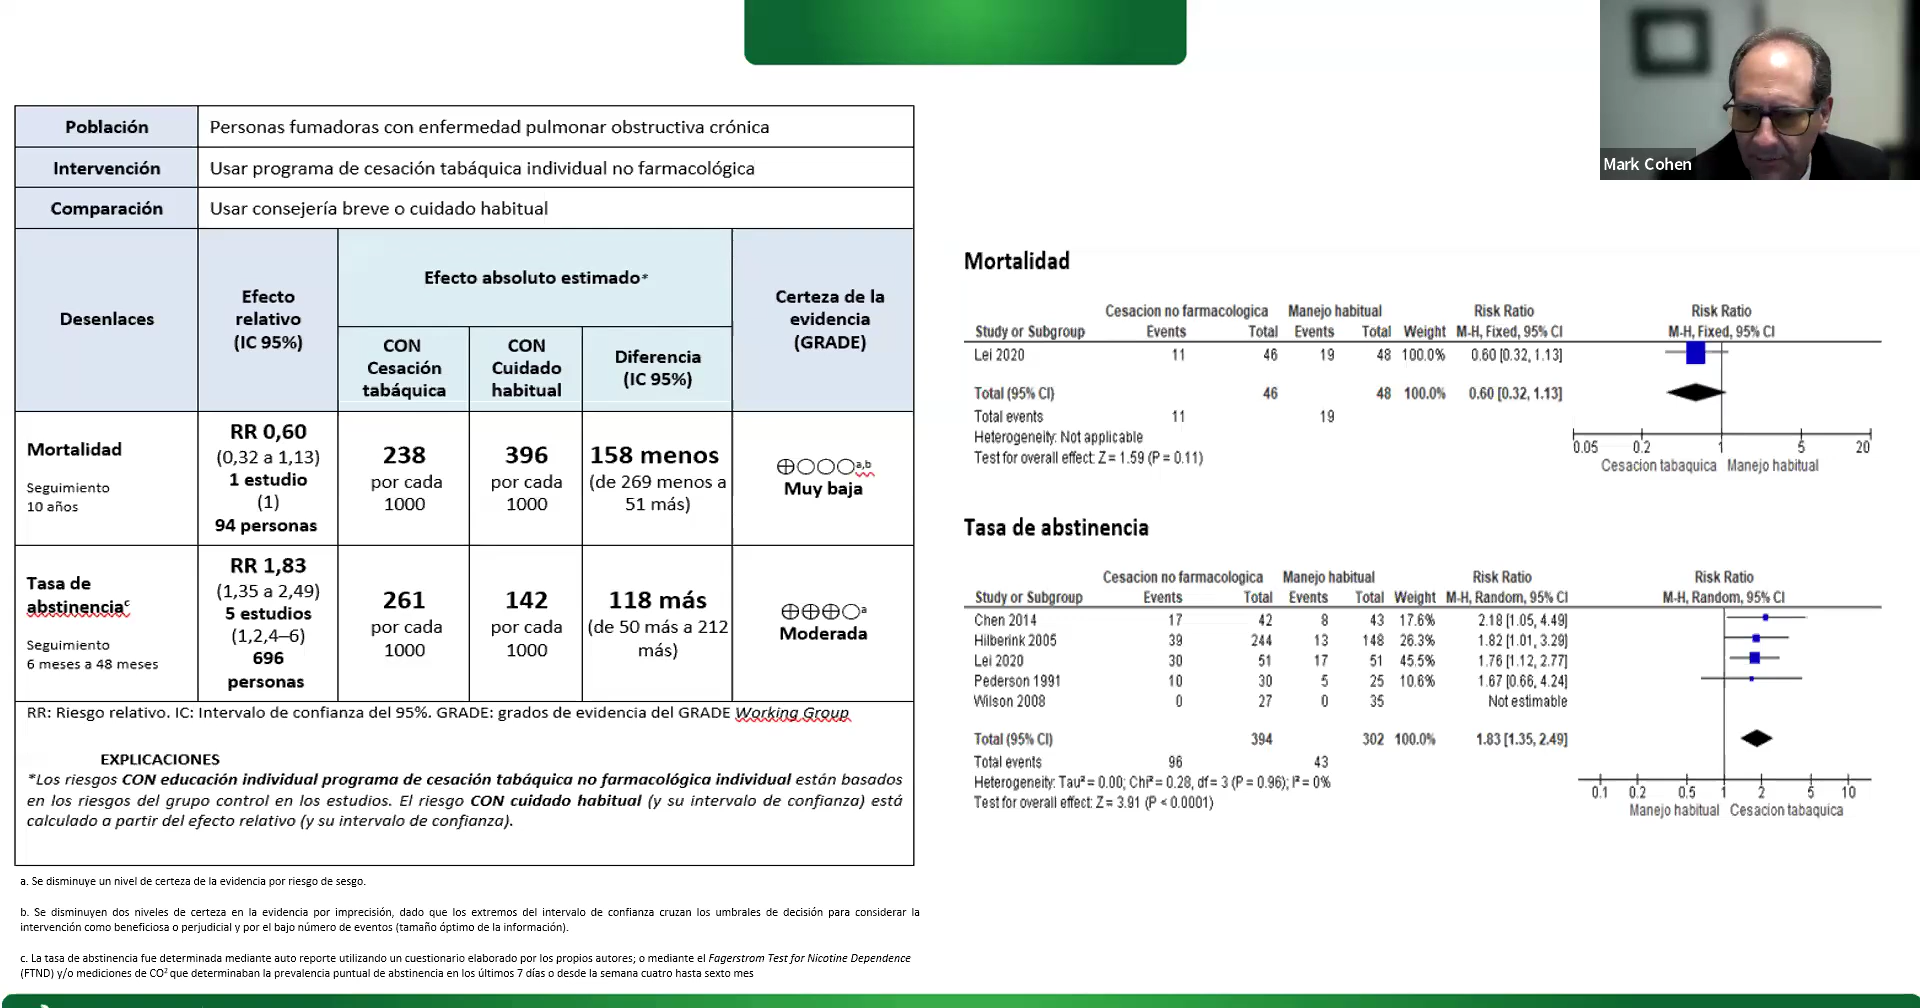 Mark Cohen
Población
Personas fumadoras con enfermedad pulmonar obstructiva crónica
Intervención
Usar programa de cesación tabáquica individual no farmacológica
Comparación
Usar consejería breve o cuidado habitual
Desenlaces
Efecto
relativo
(IC 95%)
Efecto absoluto estimado*
CON
Cesación
tabáquica
CON
Cuidado
habitual
Diferencia
(IC 95%)
Certeza de la
evidencia
(GRADE)
Mortalidad
Seguimiento
10 años
RR 0,60
(0,32 a 1,13)
1 estudio
(1)
94 personas
238
por cada
1000
396
por cada
1000
158 menos
(de 269 menos a
51 más)
⊕◯◯◯a,b
Muy baja
Tasa de
abstinenciac
Seguimiento
6 meses a 48 meses
RR 1,83
(1,35 a 2,49)
5 estudios
(1,2,4–6)
696
personas
261
por cada
1000
142
por cada
1000
118 más
(de 50 más a 212
más)
⊕⊕⊕◯a
Moderada
RR: Riesgo relativo. IC: Intervalo de confianza del 95%. GRADE: grados de evidencia del GRADE Working Group
EXPLICACIONES
*Los riesgos CON educación individual programa de cesación tabáquica no farmacológica individual están basados
en los riesgos del grupo control en los estudios. El riesgo CON cuidado habitual (y su intervalo de confianza) está
calculado a partir del efecto relativo (y su intervalo de confianza).
a. Se disminuye un nivel de certeza de la evidencia por riesgo de sesgo.
b. Se disminuyen dos niveles de certeza en la evidencia por imprecisión, dado que los extremos del intervalo de confianza cruzan los umbrales de decisión para considerar la
intervención como beneficiosa o perjudicial y por el bajo número de eventos (tamaño óptimo de la información).
c. La tasa de abstinencia fue determinada mediante auto reporte utilizando un cuestionario elaborado por los propios autores; o mediante el Fagerstrom Test for Nicotine Dependence
(FTND) y/o mediciones de CO2 que determinaban la prevalencia puntual de abstinencia en los últimos 7 días o desde la semana cuatro hasta sexto mes
Mortalidad
Cesacion no farmacologica Manejo habitual Risk Ratio Risk Ratio
Study or Subgroup Events Total Events Total Weight M-H, Fixed, 95% CI M-H, Fixed, 95% CI
Lei 2020 11 46 19 48 100.0% 0.60 [0.32, 1.13]
Total (95% CI) 46 48 100.0% 0.60 [0.32, 1.13]
Total events 11 19
Heterogeneity: Not applicable
Test for overall effect: Z = 1.59 (P = 0.11)
0.05 0.2 1 5 20
Cesacion tabaquica Manejo habitual
Tasa de abstinencia
Cesacion no farmacologica Manejo habitual Risk Ratio Risk Ratio
Study or Subgroup Events Total Events Total Weight M-H, Random, 95% CI M-H, Random, 95% CI
Chen 2014 17 42 8 43 17.6% 2.18 [1.05, 4.49]
Hilberink 2005 39 244 13 148 26.3% 1.82 [1.01, 3.29]
Lei 2020 30 51 17 51 45.5% 1.76 [1.12, 2.77]
Pederson 1991 10 30 5 25 10.6% 1.67 [0.66, 4.24]
Wilson 2008 0 27 0 35 Not estimable
Total (95% CI) 394 302 100.0% 1.83 [1.35, 2.49]
Total events 96 43
Heterogeneity: Tau² = 0.00; Chi² = 0.28, df = 3 (P = 0.96); I² = 0%
Test for overall effect: Z = 3.91 (P < 0.0001)
0.1 0.2 0.5 1 2 5 10
Manejo habitual Cesacion tabaquica